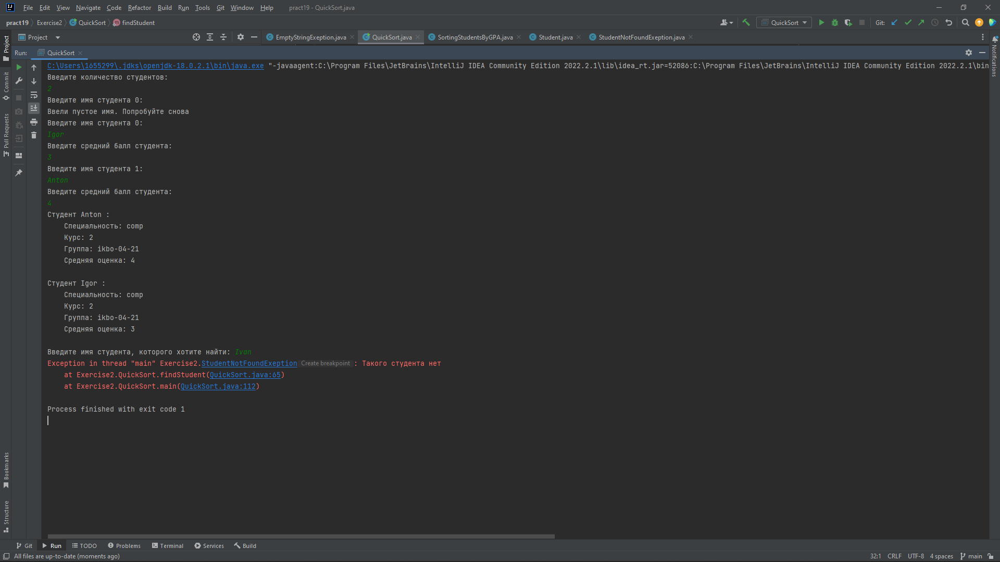 File Edit View Navigate Code Refactor Build Run Tools Git Window Help pract19 - QuickSort.java
pract19 Exercise2 QuickSort findStudent QuickSort Git:
Project EmptyStringExeption.java QuickSort.java SortingStudentsByGPA.java Student.java StudentNotFoundExeption.java
Run: QuickSort
C:\Users\1655299\.jdks\openjdk-18.0.2.1\bin\java.exe "-javaagent:C:\Program Files\JetBrains\IntelliJ IDEA Community Edition 2022.2.1\lib\idea_rt.jar=52086:C:\Program Files\JetBrains\IntelliJ IDEA Community Edition 2022.2.1\bin
Введите количество студентов:
2
Введите имя студента 0:
Ввели пустое имя. Попробуйте снова
Введите имя студента 0:
Igor
Введите средний балл студента:
3
Введите имя студента 1:
Anton
Введите средний балл студента:
4
Студент Anton :
Специальность: comp
Курс: 2
Группа: ikbo-04-21
Средняя оценка: 4
Студент Igor :
Специальность: comp
Курс: 2
Группа: ikbo-04-21
Средняя оценка: 3
Введите имя студента, которого хотите найти: Ivan
Exception in thread "main" Exercise2.StudentNotFoundExeption Create breakpoint : Такого студента нет
at Exercise2.QuickSort.findStudent(QuickSort.java:65)
at Exercise2.QuickSort.main(QuickSort.java:112)
Process finished with exit code 1
Project
Commit
Pull Requests
Bookmarks
Structure
Notifications
Git Run TODO Problems Terminal Services Build
All files are up-to-date (moments ago) 32:1 CRLF UTF-8 4 spaces main